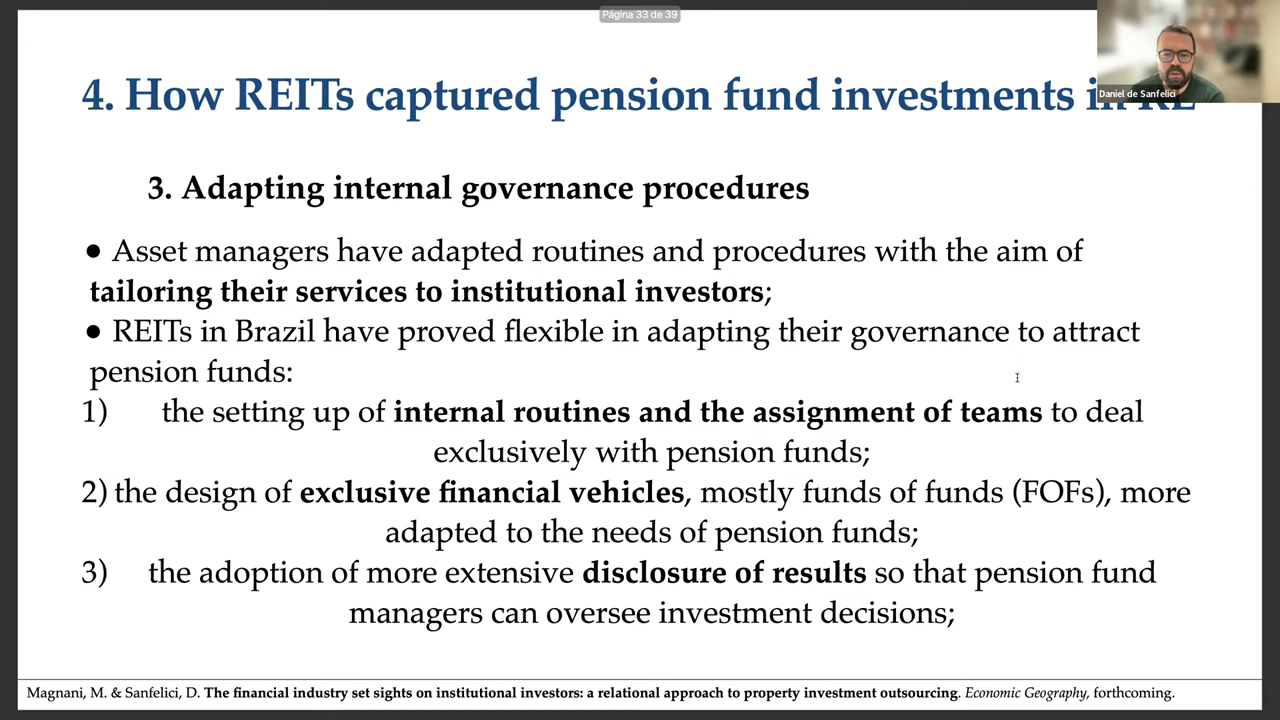 Página 33 de 39
4. How REITs captured pension fund investments in RE
Daniel de Sanfelici
3. Adapting internal governance procedures
● Asset managers have adapted routines and procedures with the aim of
tailoring their services to institutional investors;
● REITs in Brazil have proved flexible in adapting their governance to attract
pension funds:
1) the setting up of internal routines and the assignment of teams to deal
exclusively with pension funds;
2) the design of exclusive financial vehicles, mostly funds of funds (FOFs), more
adapted to the needs of pension funds;
3) the adoption of more extensive disclosure of results so that pension fund
managers can oversee investment decisions;
Magnani, M. & Sanfelici, D. The financial industry set sights on institutional investors: a relational approach to property investment outsourcing. Economic Geography, forthcoming.